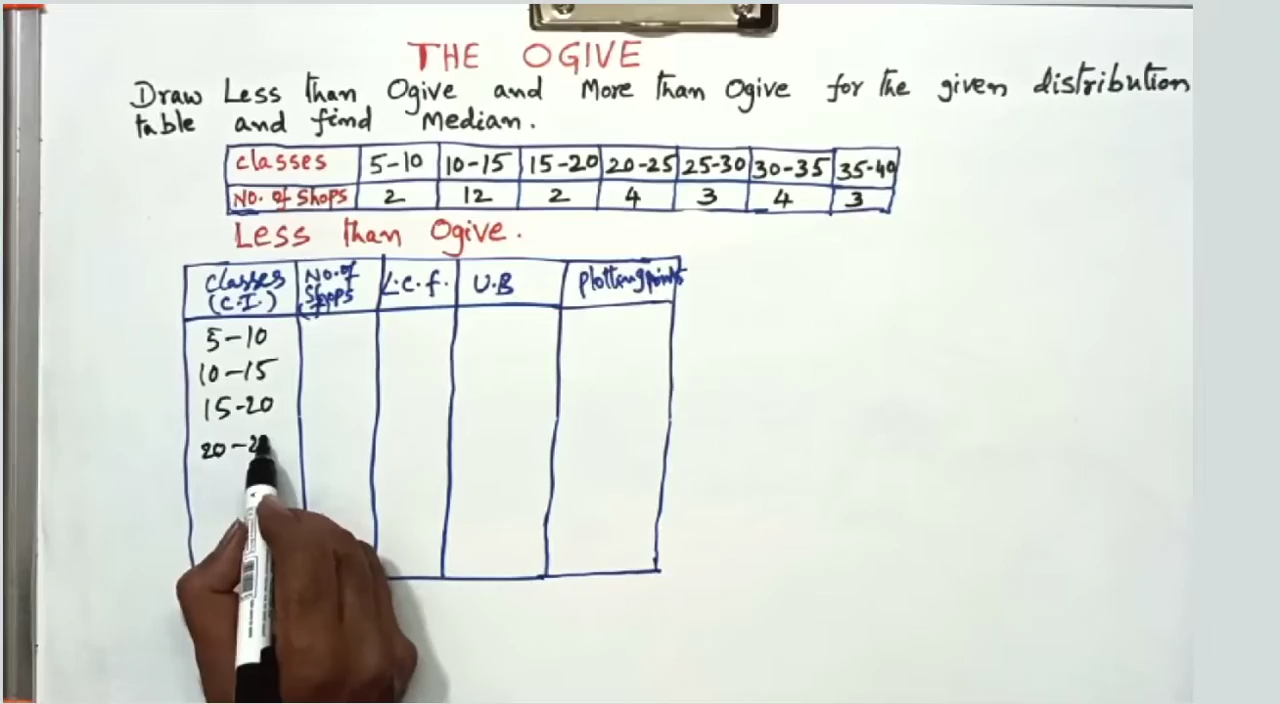 THE OGIVE
Draw Less than Ogive and More than Ogive for the given distribution
table and find Median.
classes 5-10 10-15 15-20 20-25 25-30 30-35 35-40
No. of Shops 2 12 2 4 3 4 3
Less than Ogive.
classes (C.I.) No. of Shops L.c.f. U.B Plotting points
5-10
10-15
15-20
20-2